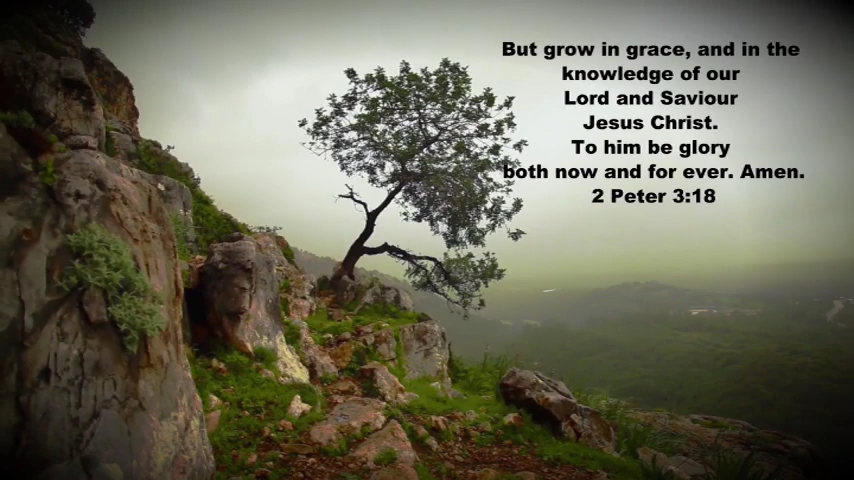 But grow in grace, and in the
knowledge of our
Lord and Saviour
Jesus Christ.
To him be glory
both now and for ever. Amen.
2 Peter 3:18